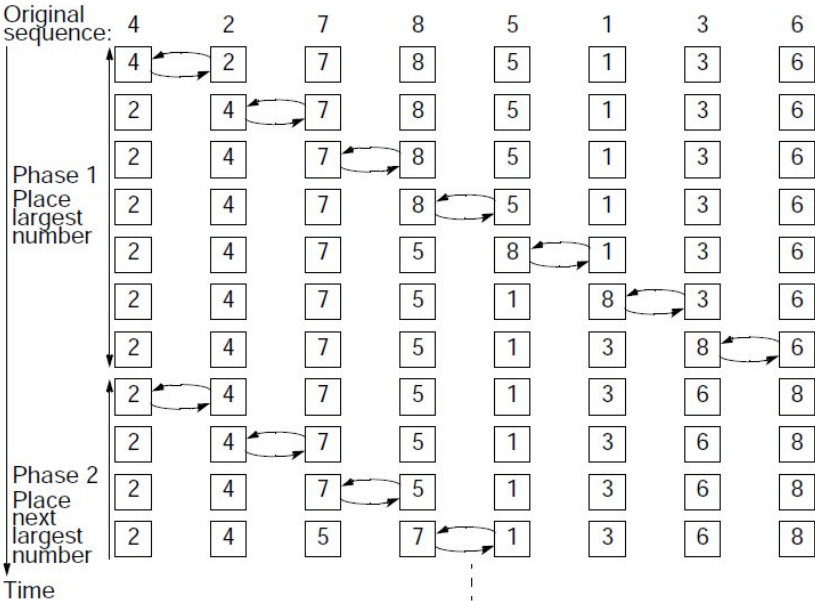 Original
sequence: 4 2 7 8 5 1 3 6
4 2 7 8 5 1 3 6
2 4 7 8 5 1 3 6
2 4 7 8 5 1 3 6
Phase 1
Place
largest
number
2 4 7 8 5 1 3 6
2 4 7 5 8 1 3 6
2 4 7 5 1 8 3 6
2 4 7 5 1 3 8 6
2 4 7 5 1 3 6 8
2 4 7 5 1 3 6 8
Phase 2
Place
next
largest
number
2 4 7 5 1 3 6 8
2 4 5 7 1 3 6 8
Time